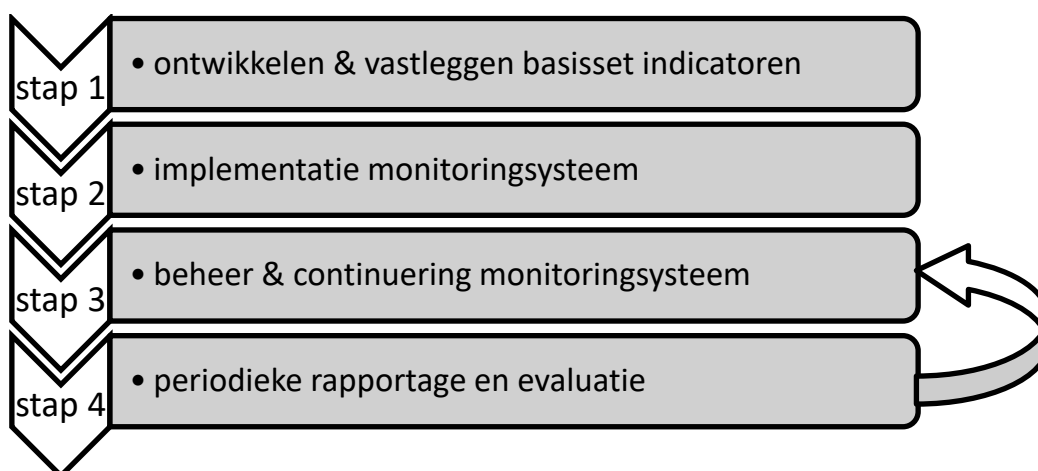 stap 1
• ontwikkelen & vastleggen basisset indicatoren
stap 2
• implementatie monitoringsysteem
stap 3
• beheer & continuering monitoringsysteem
stap 4
• periodieke rapportage en evaluatie